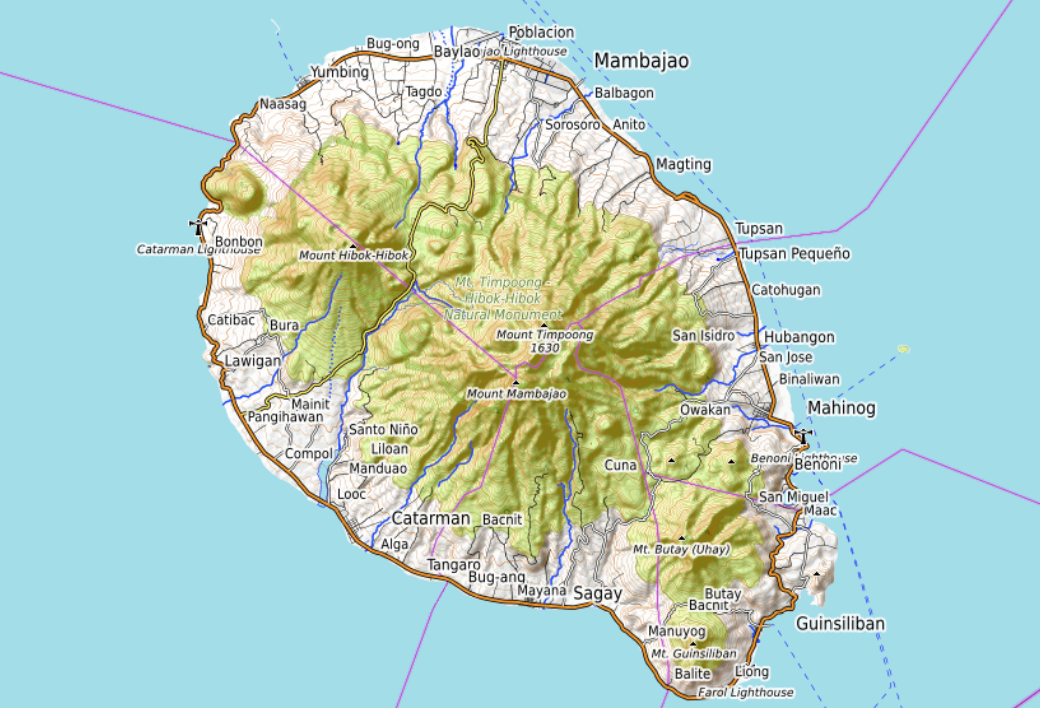 Poblacion
Bug-ong
Baylao
jao Lighthouse
Mambajao
Yumbing
Tagdo
Balbagon
Naasag
Sorosoro
Anito
Magting
Tupsan
Bonbon
Catarman Lighthouse
Mount Hibok-Hibok
Tupsan Pequeño
Mt. Timpoong -
Hibok-Hibok
Natural Monument
Catohugan
Catibac
Bura
Mount Timpoong
1630
San Isidro
Hubangon
San Jose
Lawigan
Binaliwan
Mount Mambajao
Mainit
Pangihawan
Owakan
Mahinog
Santo Niño
Liloan
Compol
Manduao
Cuna
Benoni Lighthouse
Benoni
Looc
San Miguel
Maac
Catarman
Bacnit
Alga
Mt. Butay (Uhay)
Tangaro
Bug-ang
Mayana
Sagay
Butay
Bacnit
Guinsiliban
Manuyog
Mt. Guinsiliban
Balite
Liong
Farol Lighthouse